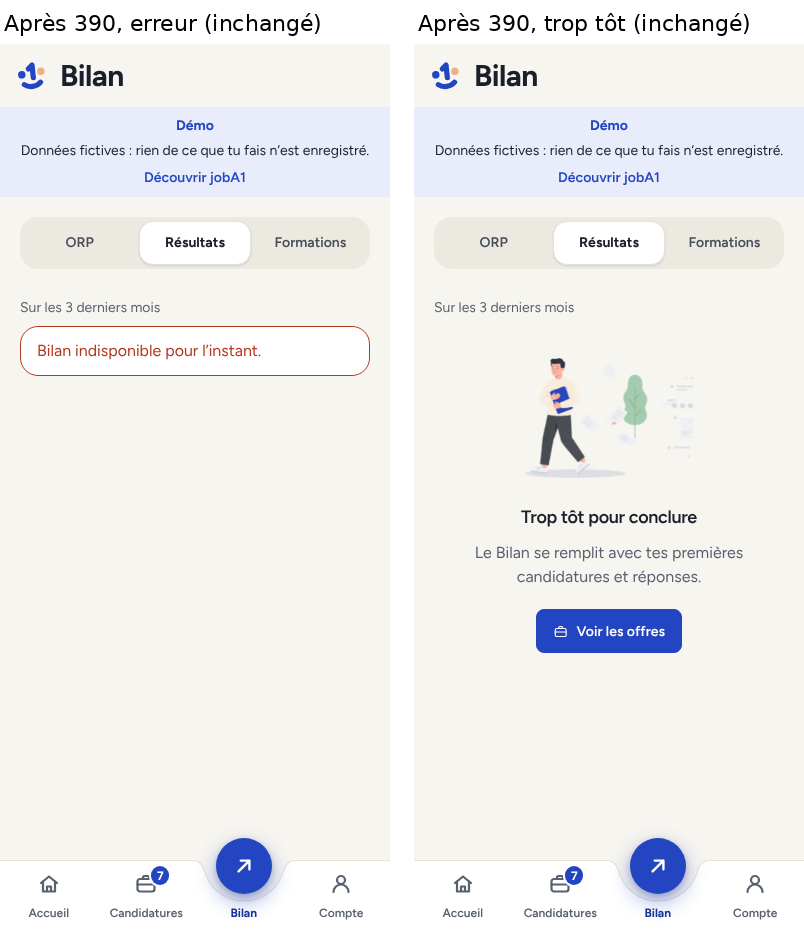 Après 390, erreur (inchangé)
Bilan
Démo
Données fictives : rien de ce que tu fais n’est enregistré.
Découvrir jobA1
ORP
Résultats
Formations
Sur les 3 derniers mois
Bilan indisponible pour l’instant.
7
Accueil
Candidatures
Bilan
Compte
Après 390, trop tôt (inchangé)
Bilan
Démo
Données fictives : rien de ce que tu fais n’est enregistré.
Découvrir jobA1
ORP
Résultats
Formations
Sur les 3 derniers mois
Trop tôt pour conclure
Le Bilan se remplit avec tes premières
candidatures et réponses.
Voir les offres
7
Accueil
Candidatures
Bilan
Compte